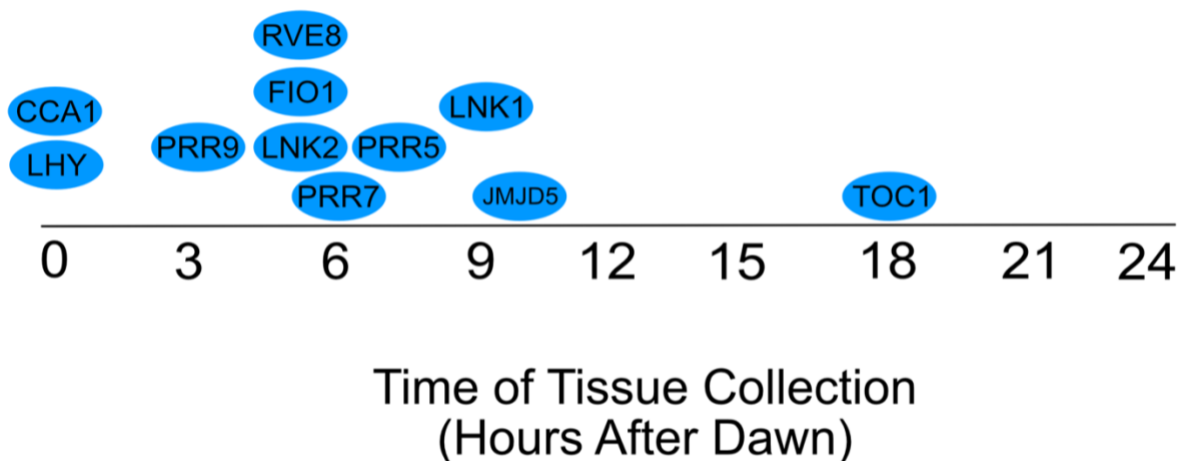 RVE8
FIO1
CCA1
LNK1
PRR9 LNK2 PRR5
LHY
PRR7 JMJD5 TOC1
0 3 6 9 12 15 18 21 24
Time of Tissue Collection
(Hours After Dawn)